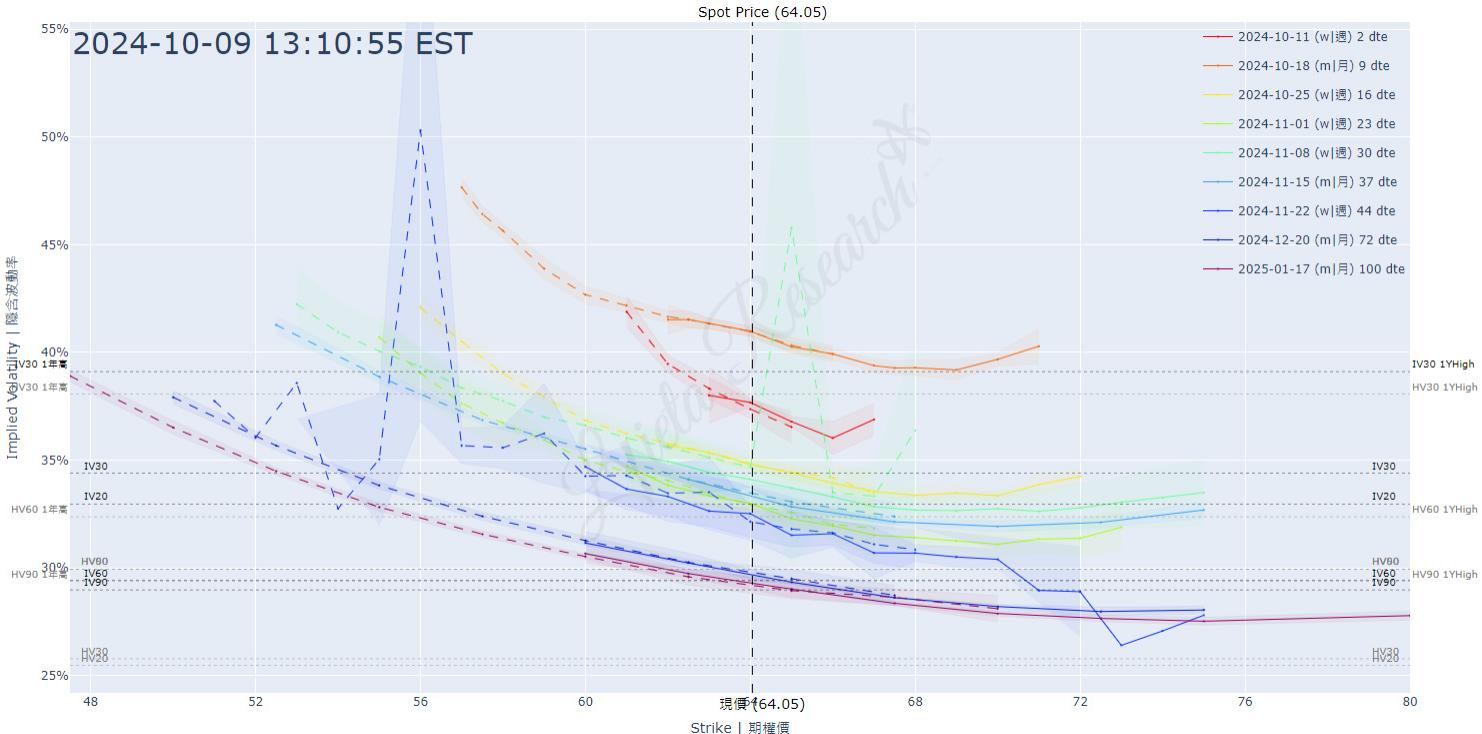 Spot Price (64.05)
2024-10-09 13:10:55 EST
55%
50%
45%
40%
35%
30%
25%
Implied Volatility | 隱含波動率
2024-10-11 (w|週) 2 dte
2024-10-18 (m|月) 9 dte
2024-10-25 (w|週) 16 dte
2024-11-01 (w|週) 23 dte
2024-11-08 (w|週) 30 dte
2024-11-15 (m|月) 37 dte
2024-11-22 (w|週) 44 dte
2024-12-20 (m|月) 72 dte
2025-01-17 (m|月) 100 dte
IV30 1年高
HV30 1年高
IV30
IV20
HV60 1年高
HV90
HV90 1年高
IV60
IV90
HV30
HV20
IV30 1YHigh
HV30 1YHigh
IV30
IV20
HV60 1YHigh
HV90
IV60
HV90 1YHigh
IV90
HV30
HV20
Research
48
52
56
60
64
68
72
76
80
現價 (64.05)
Strike | 期權價